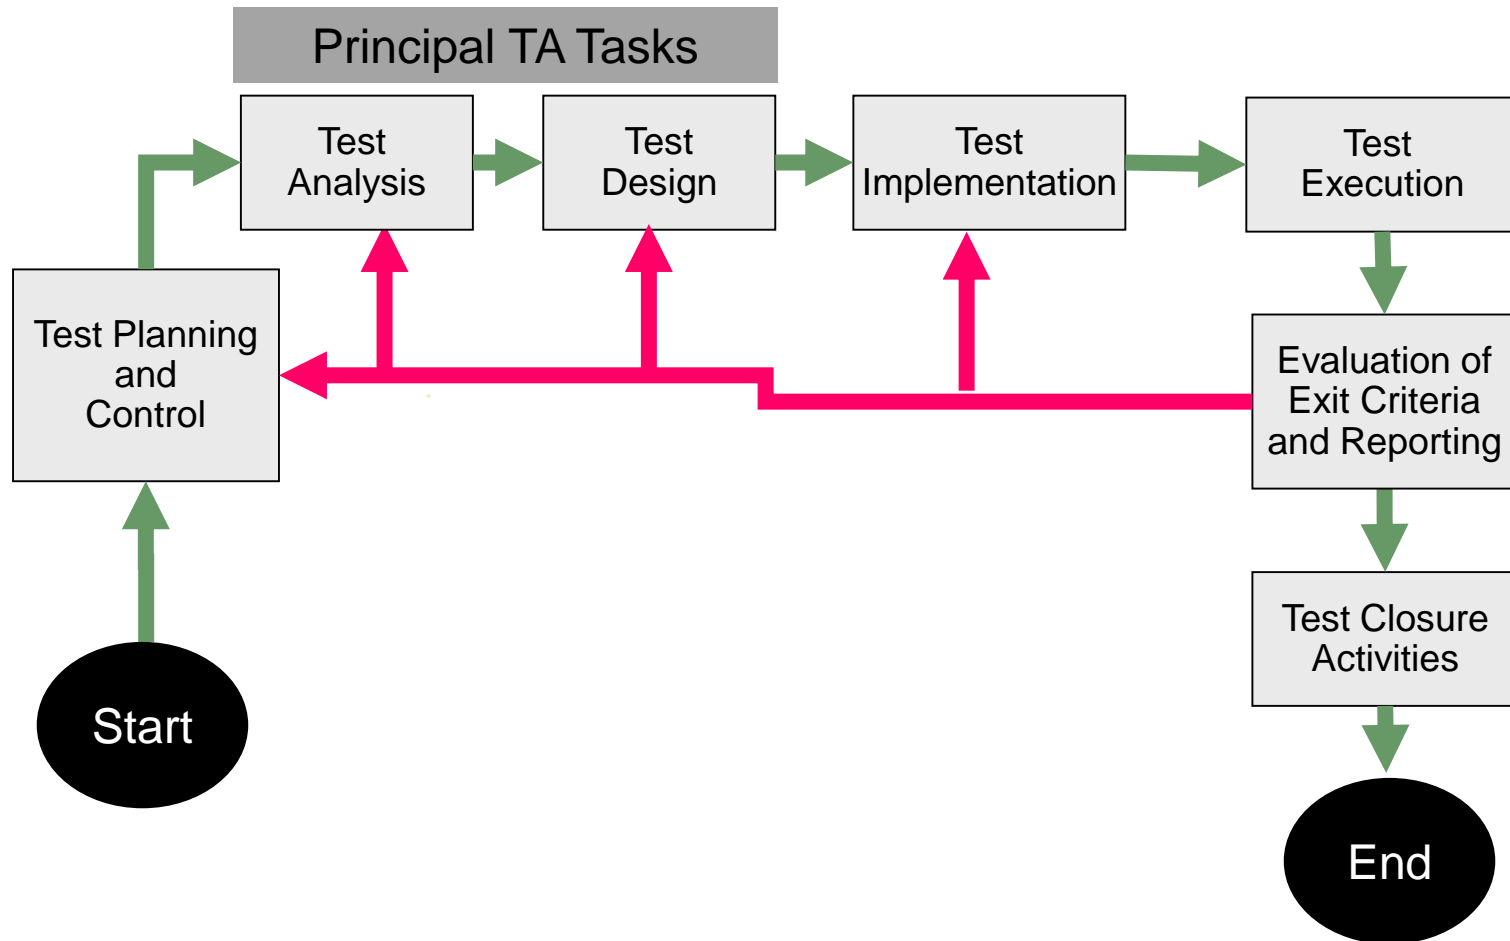 Principal TA Tasks
Test
Analysis
Test
Design
Test
Implementation
Test
Execution
Test Planning
and
Control
Evaluation of
Exit Criteria
and Reporting
Test Closure
Activities
Start
End